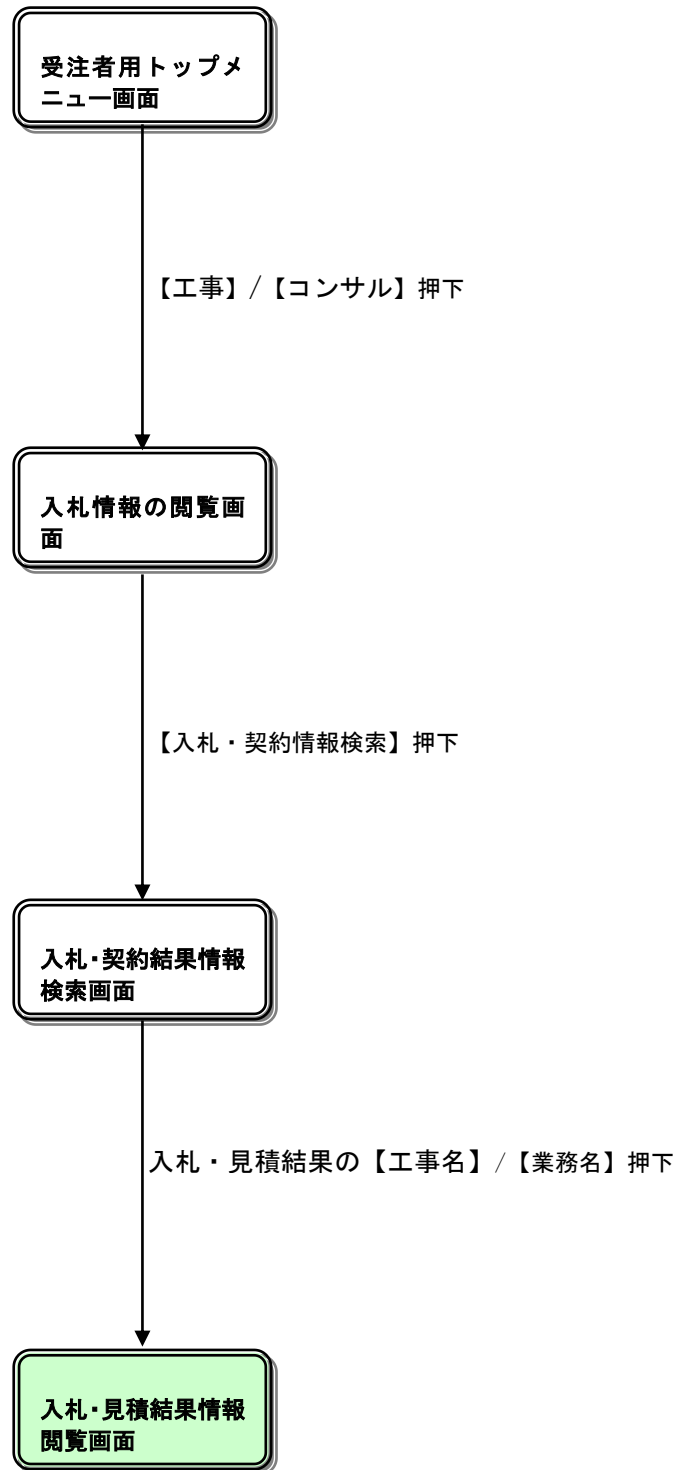 受注者用トップメ
ニュー画面
【工事】/【コンサル】押下
入札情報の閲覧画
面
【入札・契約情報検索】押下
入札・契約結果情報
検索画面
入札・見積結果の【工事名】/【業務名】押下
入札・見積結果情報
閲覧画面